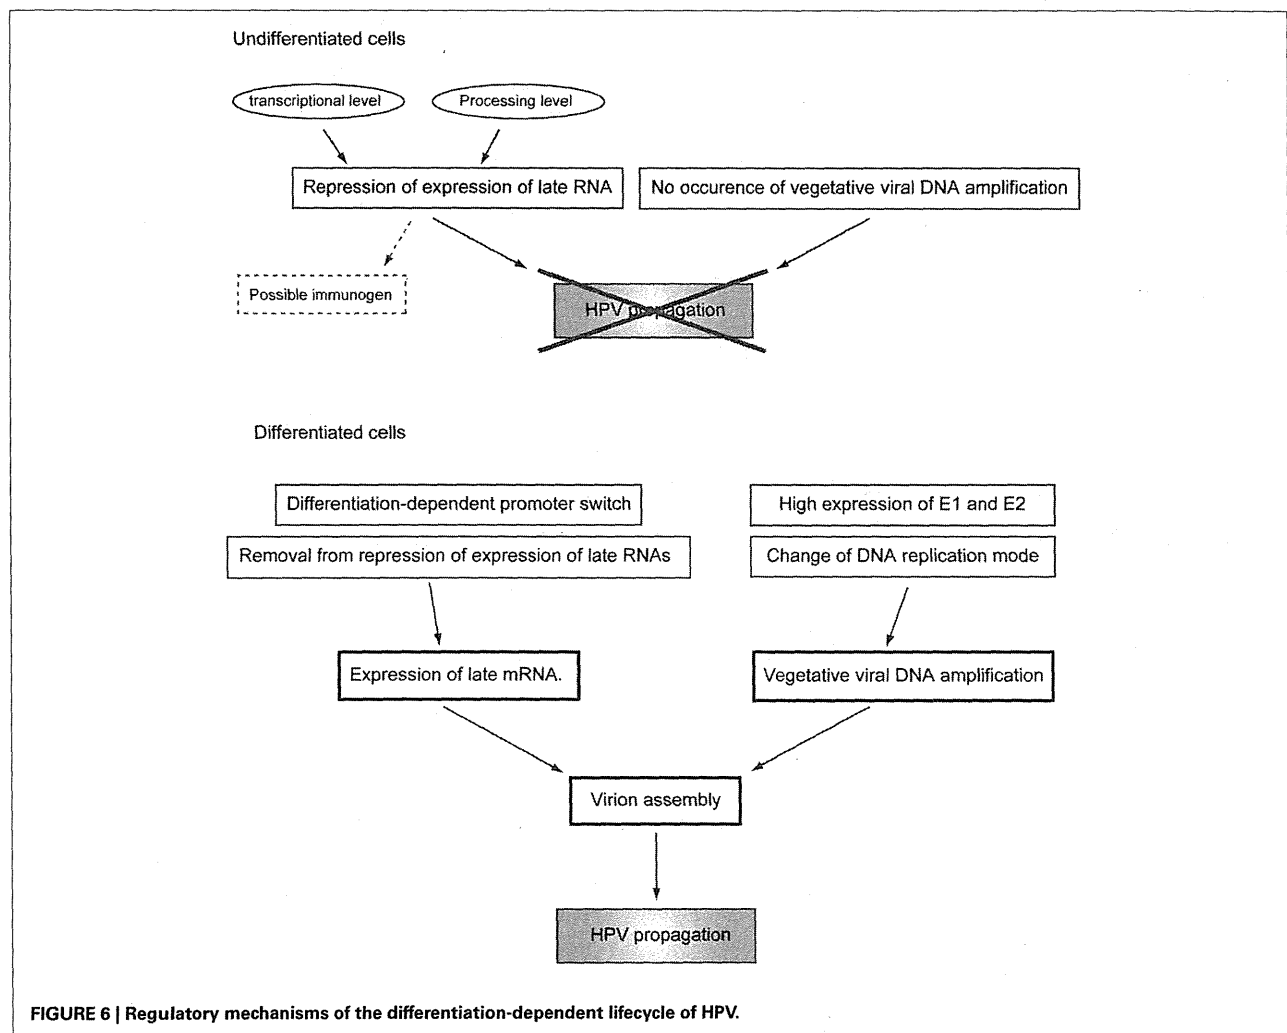 Undifferentiated cells
transcriptional level
Processing level
Repression of expression of late RNA
No occurence of vegetative viral DNA amplification
Possible immunogen
HPV propagation
Differentiated cells
Differentiation-dependent promoter switch
High expression of E1 and E2
Removal from repression of expression of late RNAs
Change of DNA replication mode
Expression of late mRNA.
Vegetative viral DNA amplification
Virion assembly
HPV propagation
FIGURE 6 | Regulatory mechanisms of the differentiation-dependent lifecycle of HPV.